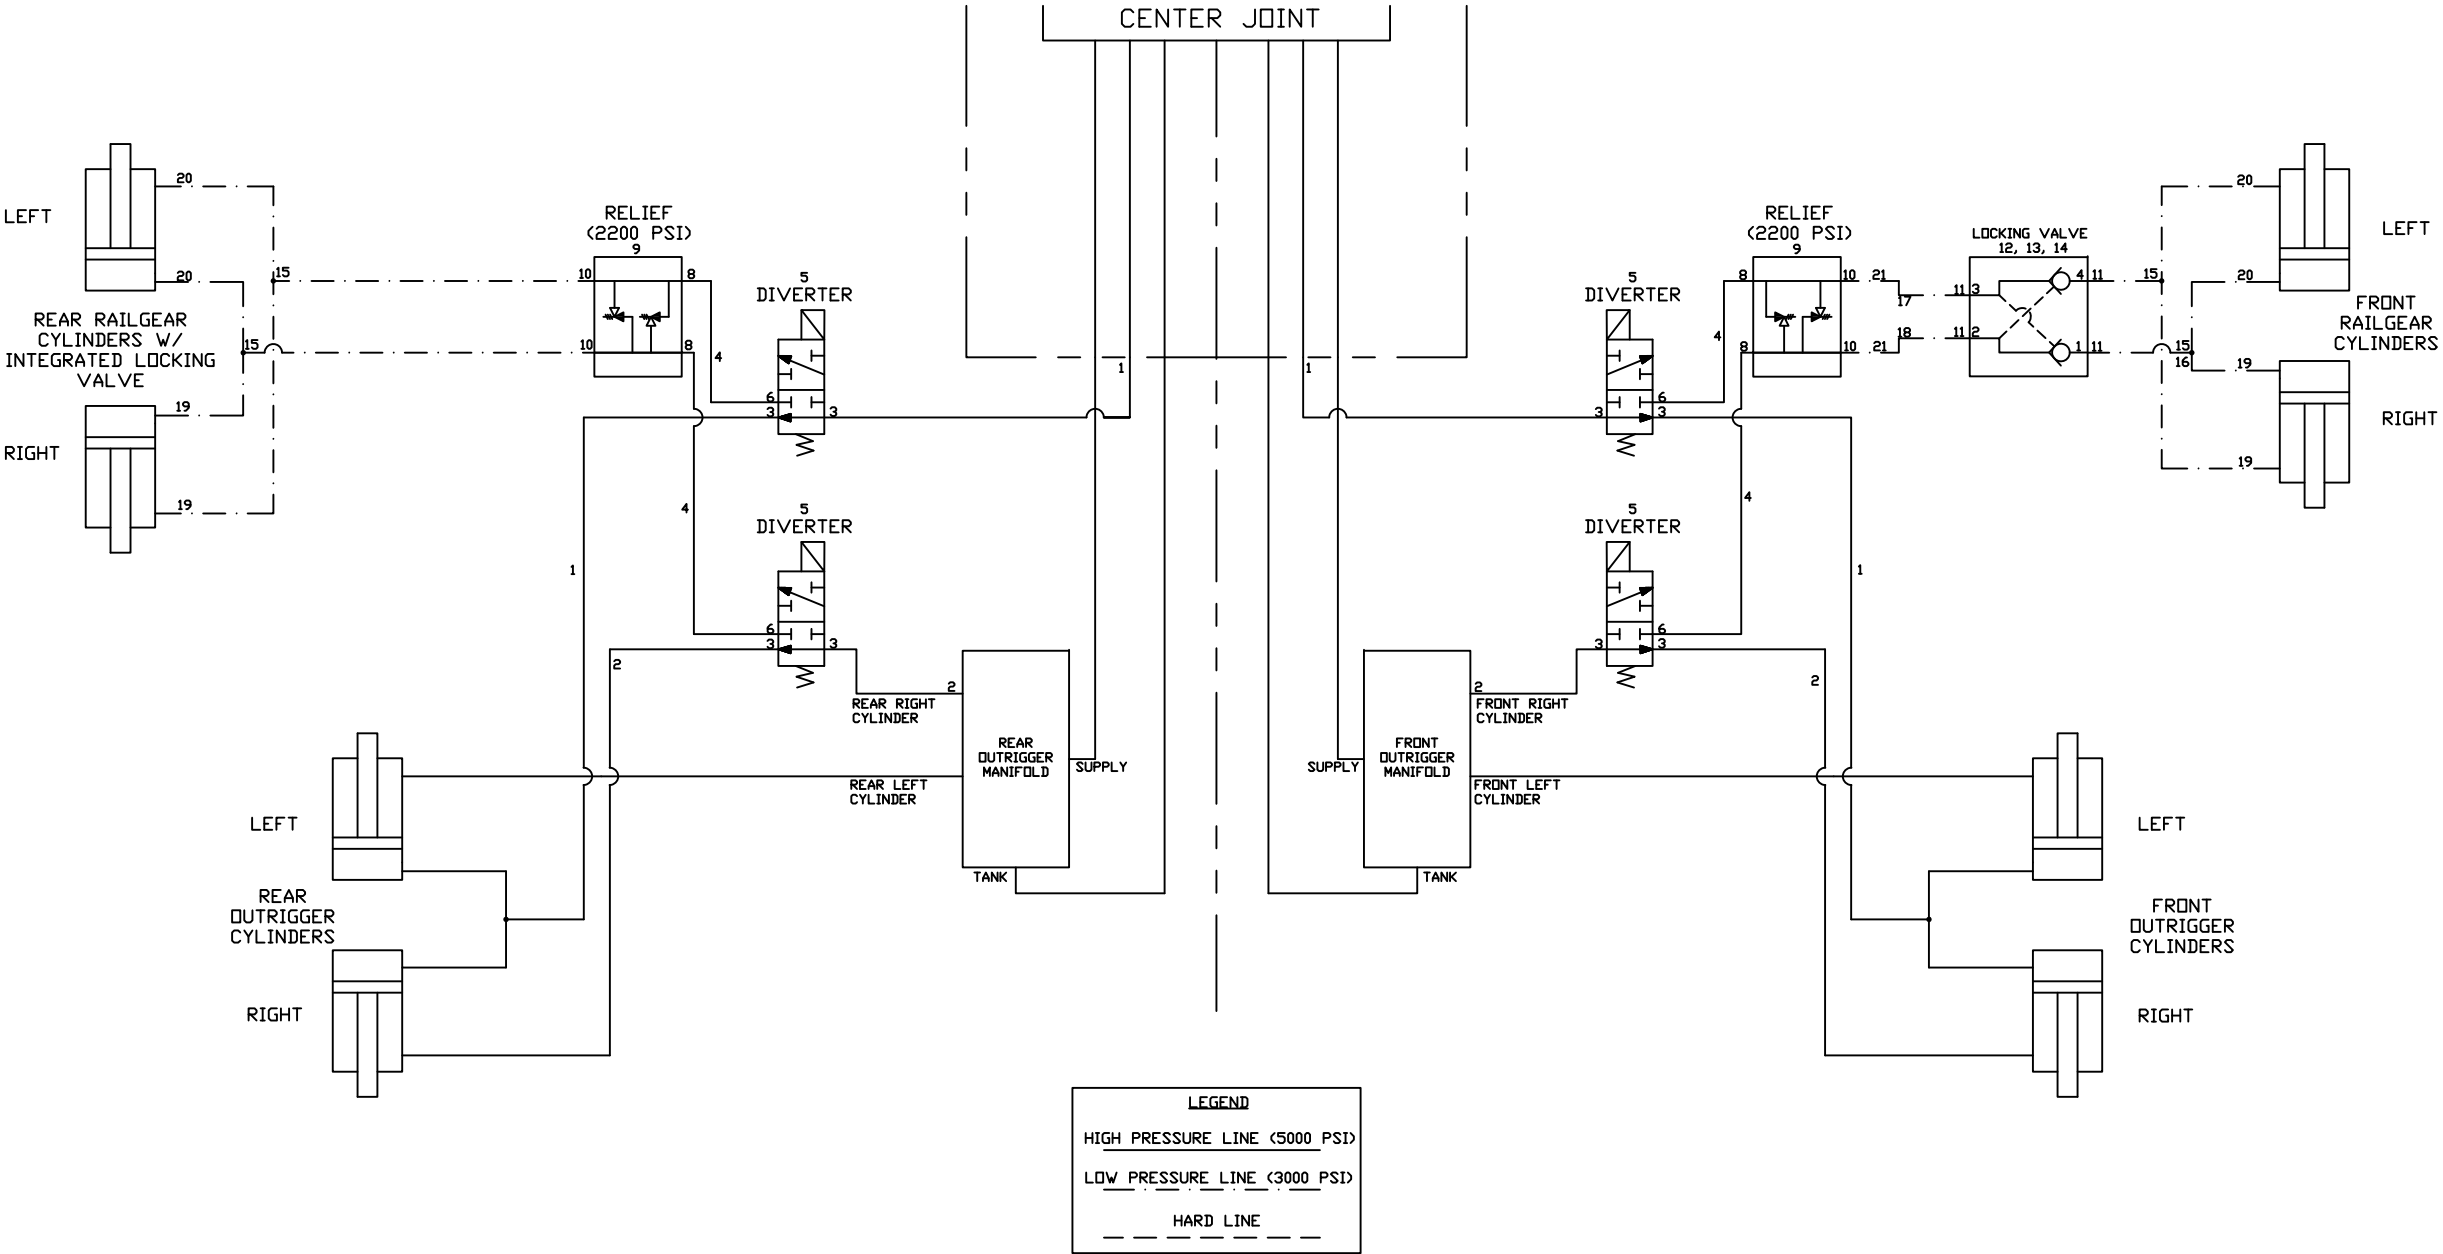 CENTER JOINT
20
LEFT
20
15
REAR RAILGEAR
CYLINDERS W/
INTEGRATED LOCKING
VALVE
15
19
RIGHT
19
RELIEF
(2200 PSI)
9
10
8
10
8
4
4
5
DIVERTER
6
3
3
1
1
5
DIVERTER
6
3
3
2
2
REAR RIGHT
CYLINDER
REAR
OUTRIGGER
MANIFOLD
SUPPLY
REAR LEFT
CYLINDER
TANK
LEFT
REAR
OUTRIGGER
CYLINDERS
RIGHT
1
5
DIVERTER
3
6
3
4
RELIEF
(2200 PSI)
9
8
10
21
8
10
21
17
18
LOCKING VALVE
12, 13, 14
11
3
4
11
11
2
1
11
15
15
16
20
20
19
19
LEFT
FRONT
RAILGEAR
CYLINDERS
RIGHT
4
1
5
DIVERTER
3
6
3
2
2
FRONT RIGHT
CYLINDER
FRONT
OUTRIGGER
MANIFOLD
SUPPLY
FRONT LEFT
CYLINDER
TANK
LEFT
FRONT
OUTRIGGER
CYLINDERS
RIGHT
LEGEND
HIGH PRESSURE LINE (5000 PSI)
LOW PRESSURE LINE (3000 PSI)
HARD LINE